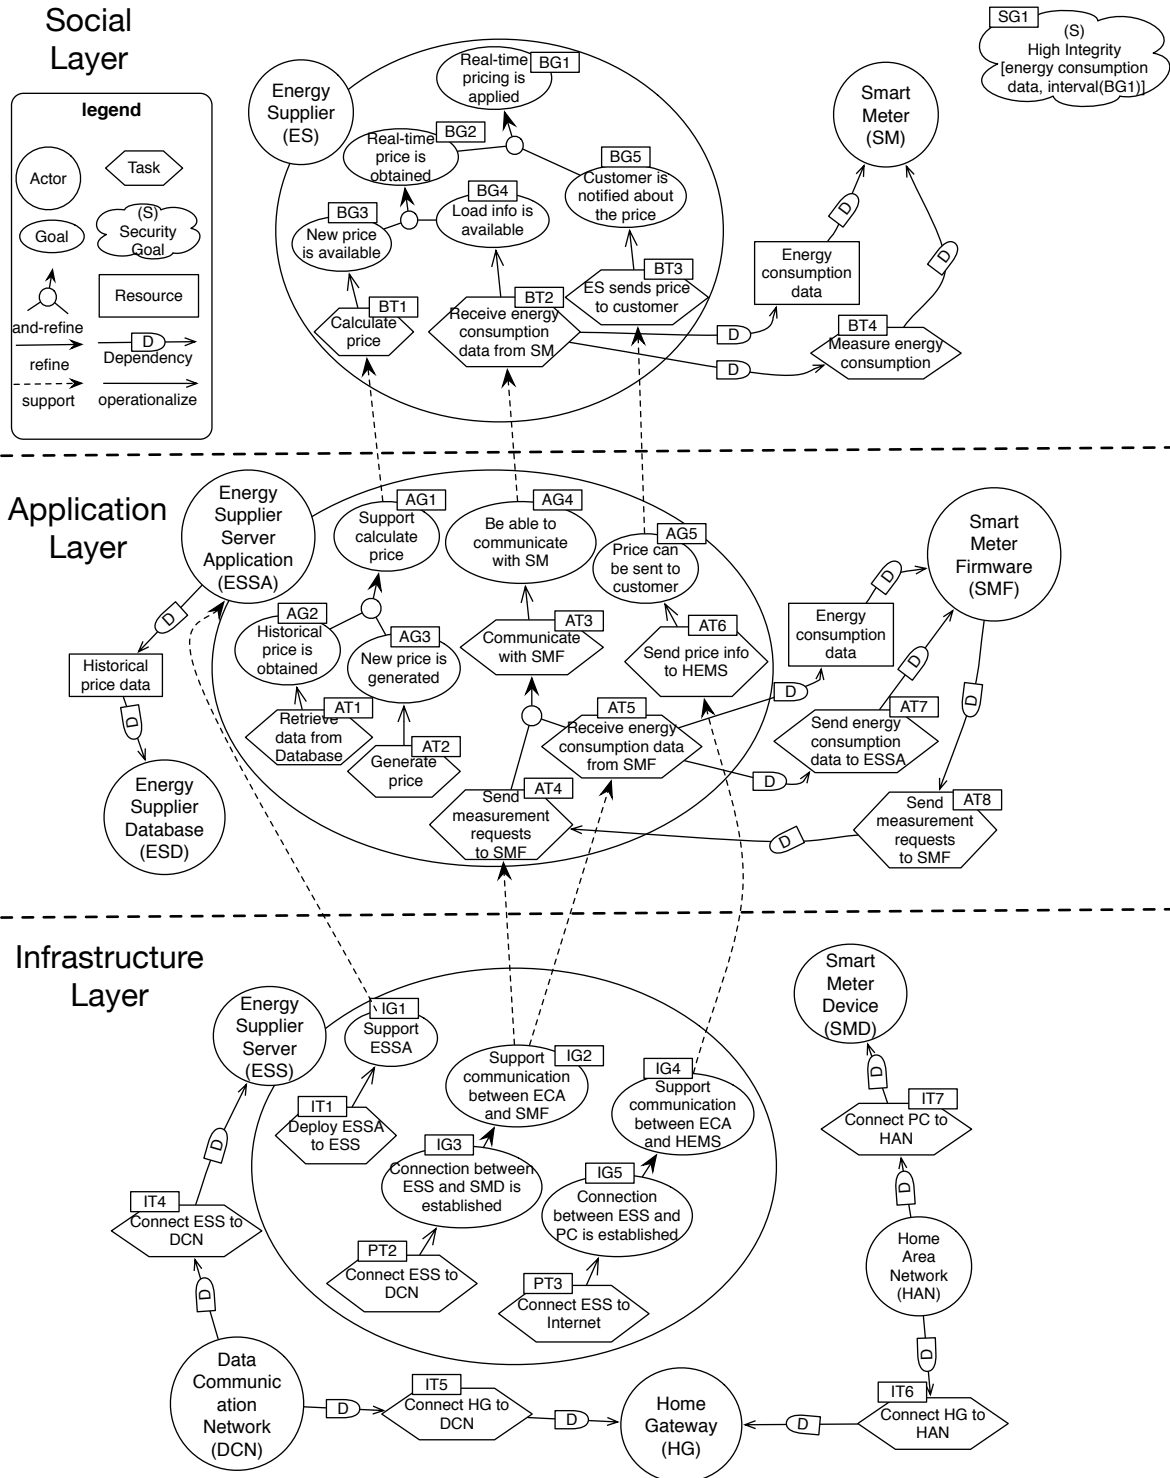 Social
Layer
legend
Actor
Task
Goal
(S)
Security
Goal
Resource
and-refine
D
Dependency
refine
support
operationalize
Energy
Supplier
(ES)
Real-time
pricing is
applied
BG1
Real-time
price is
obtained
BG2
New price
is available
BG3
Load info is
available
BG4
Customer is
notified about
the price
BG5
Calculate
price
BT1
Receive energy
consumption
data from SM
BT2
ES sends price
to customer
BT3
D
D
Energy
consumption
data
D
D
Measure energy
consumption
BT4
Smart
Meter
(SM)
SG1
(S)
High Integrity
[energy consumption
data, interval(BG1)]
Application
Layer
Energy
Supplier
Server
Application
(ESSA)
D
Historical
price data
D
Energy
Supplier
Database
(ESD)
AG1
Support
calculate
price
AG2
Historical
price is
obtained
AG3
New price is
generated
AG4
Be able to
communicate
with SM
AG5
Price can
be sent to
customer
AT1
Retrieve
data from
Database
AT2
Generate
price
AT3
Communicate
with SMF
AT4
Send
measurement
requests
to SMF
AT5
Receive energy
consumption data
from SMF
AT6
Send price info
to HEMS
D
D
D
Energy
consumption
data
D
D
D
AT7
Send energy
consumption
data to ESSA
AT8
Send
measurement
requests
to SMF
Smart
Meter
Firmware
(SMF)
D
Infrastructure
Layer
Energy
Supplier
Server
(ESS)
IG1
Support
ESSA
IT1
Deploy ESSA
to ESS
IG2
Support
communication
between ECA
and SMF
IG3
Connection between
ESS and SMD is
established
IG4
Support
communication
between ECA
and HEMS
IG5
Connection
between ESS and
PC is established
PT2
Connect ESS to
DCN
PT3
Connect ESS to
Internet
D
IT4
Connect ESS to
DCN
D
Data
Communic
ation
Network
(DCN)
D
IT5
Connect HG to
DCN
D
Home
Gateway
(HG)
D
IT6
Connect HG to
HAN
D
Home
Area
Network
(HAN)
D
IT7
Connect PC to
HAN
D
Smart
Meter
Device
(SMD)